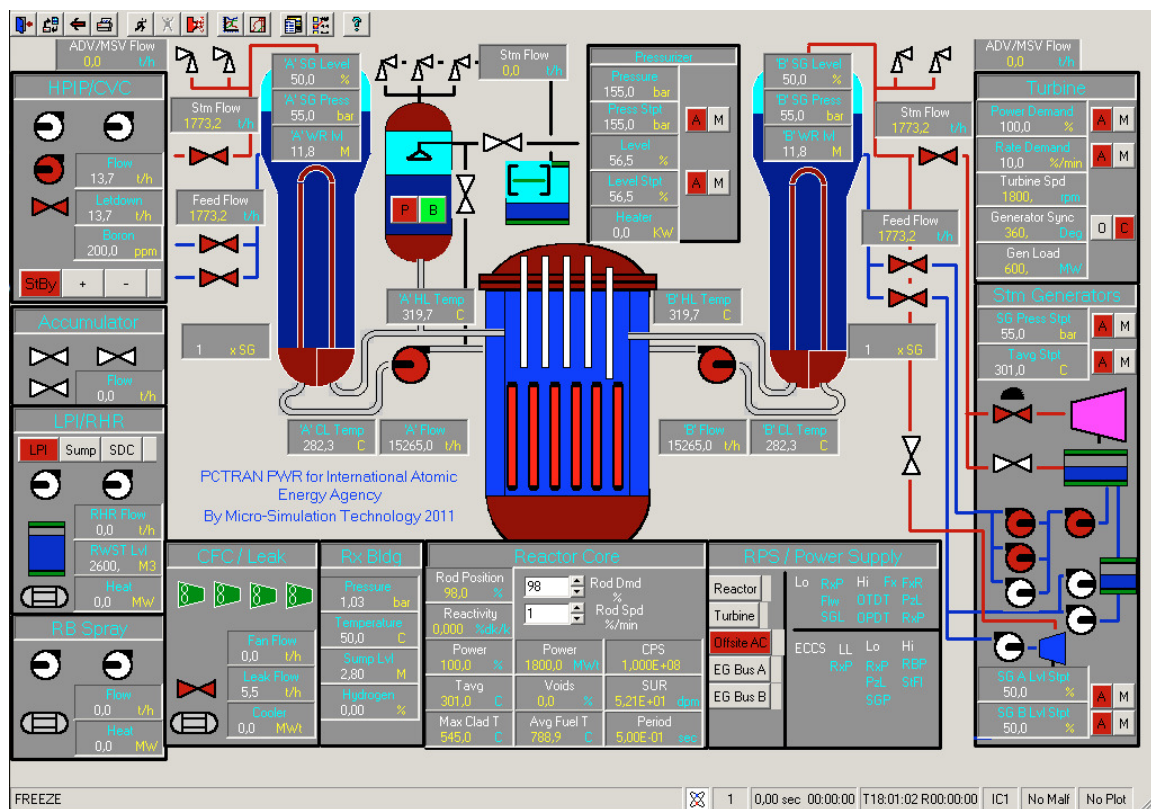 ADV/MSV Flow
0,0 t/h
HPIP/CVC
Flow
13,7 t/h
Letdown
13,7 t/h
Boron
200,0 ppm
StBy + -
Accumulator
Flow
0,0 t/h
LPI/RHR
LPI Sump SDC
RHR Flow
0,0 t/h
RWST Lvl
2600, M3
Heat
0,0 MW
RB Spray
Flow
0,0 t/h
Heat
0,0 MW
Stm Flow
1773,2 t/h
Feed Flow
1773,2 t/h
1 x SG
'A' SG Level
50,0 %
'A' SG Press
55,0 bar
'A' WR lvl
11,8 M
P B
Stm Flow
0,0 t/h
Pressurizer
Pressure
155,0 bar
Press Stpt
155,0 bar
A M
Level
56,5 %
Level Stpt
56,5 %
A M
Heater
0,0 KW
'A' HL Temp
319,7 C
'B' HL Temp
319,7 C
'A' CL Temp
282,3 C
'A' Flow
15265,0 t/h
'B' Flow
15265,0 t/h
'B' CL Temp
282,3 C
PCTRAN PWR for International Atomic
Energy Agency
By Micro-Simulation Technology 2011
'B' SG Level
50,0 %
'B' SG Press
55,0 bar
'B' WR lvl
11,8 M
Stm Flow
1773,2 t/h
Feed Flow
1773,2 t/h
1 x SG
ADV/MSV Flow
0,0 t/h
Turbine
Power Demand
100,0 %
A M
Rate Demand
10,0 %/min
A M
Turbine Spd
1800, rpm
Generator Sync
360, Deg
O C
Gen Load
600, MW
Stm Generators
SG Press Stpt
55,0 bar
A M
Tavg Stpt
301,0 C
A M
SG A Lvl Stpt
50,0 %
A M
SG B Lvl Stpt
50,0 %
A M
CFC / Leak
Fan Flow
0,0 t/h
Leak Flow
5,5 t/h
Cooler
0,0 MWt
Rx Bldg
Pressure
1,03 bar
Temperature
50,0 C
Sump Lvl
2,80 M
Hydrogen
0,00 %
Reactor Core
Rod Position
98,0 %
98 Rod Dmd
%
Reactivity
0,000 %dk/k
1 Rod Spd
%/min
Power Power CPS
100,0 % 1800,0 MWt 1,000E+08
Tavg Voids SUR
301,0 C 0,0 % 5,21E+01 dpm
Max Clad T Avg Fuel T Period
545,0 C 788,9 C 5,00E-01 sec
RPS / Power Supply
Reactor
Turbine
Offsite AC
EG Bus A
EG Bus B
Lo RxP Hi Fx FxR
Flw OTDT PzL
SGL OPDT RxP
ECCS LL Lo Hi
RxP RxP RBP
PzL StFl
SGP
FREEZE 1 0,00 sec 00:00:00 T18:01:02 R00:00:00 IC1 No Malf No Plot